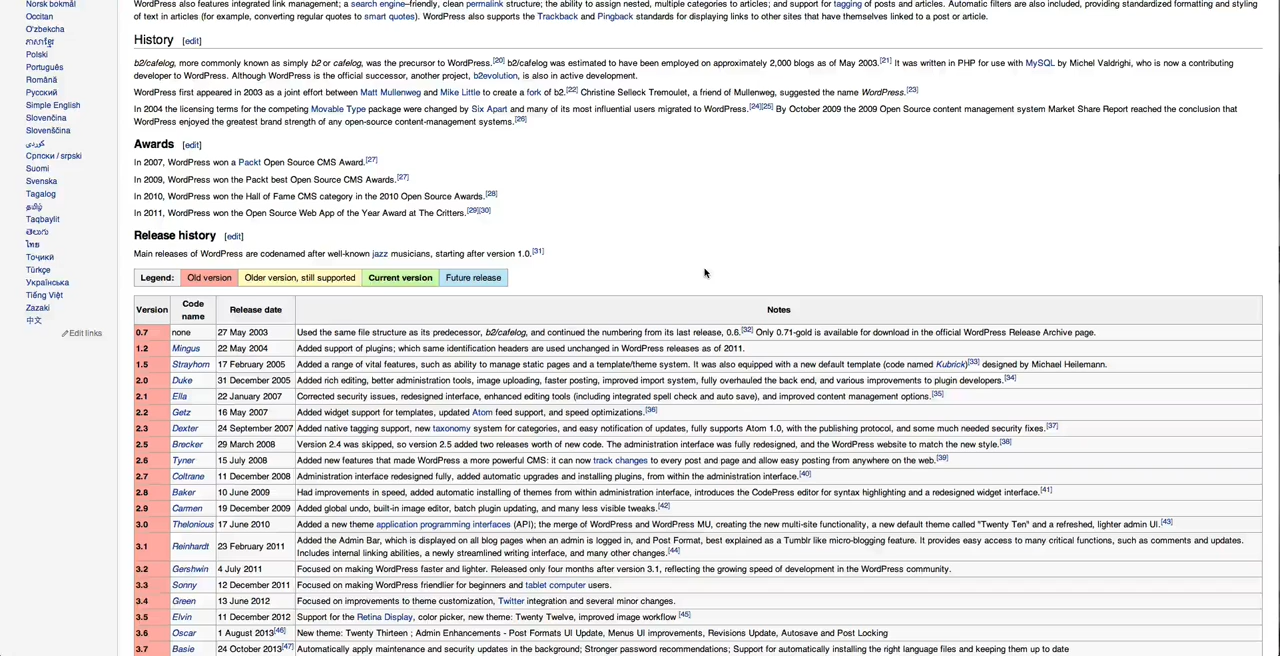 Norsk bokmål
Occitan
O'zbekcha
ភាសាខ្មែរ
Polski
Português
Română
Русский
Simple English
Slovenčina
Slovenščina
کوردی
Српски / srpski
Suomi
Svenska
Tagalog
தமிழ்
Taqbaylit
తెలుగు
ไทย
Тоҷикӣ
Türkçe
Українська
Tiếng Việt
Zazaki
中文
Edit links
WordPress also features integrated link management; a search engine–friendly, clean permalink structure; the ability to assign nested, multiple categories to articles; and support for tagging of posts and articles. Automatic filters are also included, providing standardized formatting and styling
of text in articles (for example, converting regular quotes to smart quotes). WordPress also supports the Trackback and Pingback standards for displaying links to other sites that have themselves linked to a post or article.
History [edit]
b2/cafelog, more commonly known as simply b2 or cafelog, was the precursor to WordPress.[20] b2/cafelog was estimated to have been employed on approximately 2,000 blogs as of May 2003.[21] It was written in PHP for use with MySQL by Michel Valdrighi, who is now a contributing
developer to WordPress. Although WordPress is the official successor, another project, b2evolution, is also in active development.
WordPress first appeared in 2003 as a joint effort between Matt Mullenweg and Mike Little to create a fork of b2.[22] Christine Selleck Tremoulet, a friend of Mullenweg, suggested the name WordPress.[23]
In 2004 the licensing terms for the competing Movable Type package were changed by Six Apart and many of its most influential users migrated to WordPress.[24][25] By October 2009 the 2009 Open Source content management system Market Share Report reached the conclusion
that WordPress enjoyed the greatest brand strength of any open-source content-management systems.[26]
Awards [edit]
In 2007, WordPress won a Packt Open Source CMS Award.[27]
In 2009, WordPress won the Packt best Open Source CMS Awards.[27]
In 2010, WordPress won the Hall of Fame CMS category in the 2010 Open Source Awards.[28]
In 2011, WordPress won the Open Source Web App of the Year Award at The Critters.[29][30]
Release history [edit]
Main releases of WordPress are codenamed after well-known jazz musicians, starting after version 1.0.[31]
Legend: Old version Older version, still supported Current version Future release
Version Code name Release date Notes
0.7 none 27 May 2003 Used the same file structure as its predecessor, b2/cafelog, and continued the numbering from its last release, 0.6.[32] Only 0.71-gold is available for download in the official WordPress Release Archive page.
1.2 Mingus 22 May 2004 Added support of plugins; which same identification headers are used unchanged in WordPress releases as of 2011.
1.5 Strayhorn 17 February 2005 Added a range of vital features, such as ability to manage static pages and a template/theme system. It was also equipped with a new default template (code named Kubrick)[33] designed by Michael Heilemann.
2.0 Duke 31 December 2005 Added rich editing, better administration tools, image uploading, faster posting, improved import system, fully overhauled the back end, and various improvements to plugin developers.[34]
2.1 Ella 22 January 2007 Corrected security issues, redesigned interface, enhanced editing tools (including integrated spell check and auto save), and improved content management options.[35]
2.2 Getz 16 May 2007 Added widget support for templates, updated Atom feed support, and speed optimizations.[36]
2.3 Dexter 24 September 2007 Added native tagging support, new taxonomy system for categories, and easy notification of updates, fully supports Atom 1.0, with the publishing protocol, and some much needed security fixes.[37]
2.5 Brecker 29 March 2008 Version 2.4 was skipped, so version 2.5 added two releases worth of new code. The administration interface was fully redesigned, and the WordPress website to match the new style.[38]
2.6 Tyner 15 July 2008 Added new features that made WordPress a more powerful CMS: it can now track changes to every post and page and allow easy posting from anywhere on the web.[39]
2.7 Coltrane 11 December 2008 Administration interface redesigned fully, added automatic upgrades and installing plugins, from within the administration interface.[40]
2.8 Baker 10 June 2009 Had improvements in speed, added automatic installing of themes from within administration interface, introduces the CodePress editor for syntax highlighting and a redesigned widget interface.[41]
2.9 Carmen 19 December 2009 Added global undo, built-in image editor, batch plugin updating, and many less visible tweaks.[42]
3.0 Thelonious 17 June 2010 Added a new theme application programming interfaces (API); the merge of WordPress and WordPress MU, creating the new multi-site functionality, a new default theme called "Twenty Ten" and a refreshed, lighter admin UI.[43]
3.1 Reinhardt 23 February 2011 Added the Admin Bar, which is displayed on all blog pages when an admin is logged in, and Post Format, best explained as a Tumblr like micro-blogging feature. It provides easy access to many critical functions, such as comments and updates.
Includes internal linking abilities, a newly streamlined writing interface, and many other changes.[44]
3.2 Gershwin 4 July 2011 Focused on making WordPress faster and lighter. Released only four months after version 3.1, reflecting the growing speed of development in the WordPress community.
3.3 Sonny 12 December 2011 Focused on making WordPress friendlier for beginners and tablet computer users.
3.4 Green 13 June 2012 Focused on improvements to theme customization, Twitter integration and several minor changes.
3.5 Elvin 11 December 2012 Support for the Retina Display, color picker, new theme: Twenty Twelve, improved image workflow [45]
3.6 Oscar 1 August 2013[46] New theme: Twenty Thirteen ; Admin Enhancements - Post Formats UI Update, Menus UI improvements, Revisions Update, Autosave and Post Locking
3.7 Basie 24 October 2013[47] Automatically apply maintenance and security updates in the background; Stronger password recommendations; Support for automatically installing the right language files and keeping them up to date